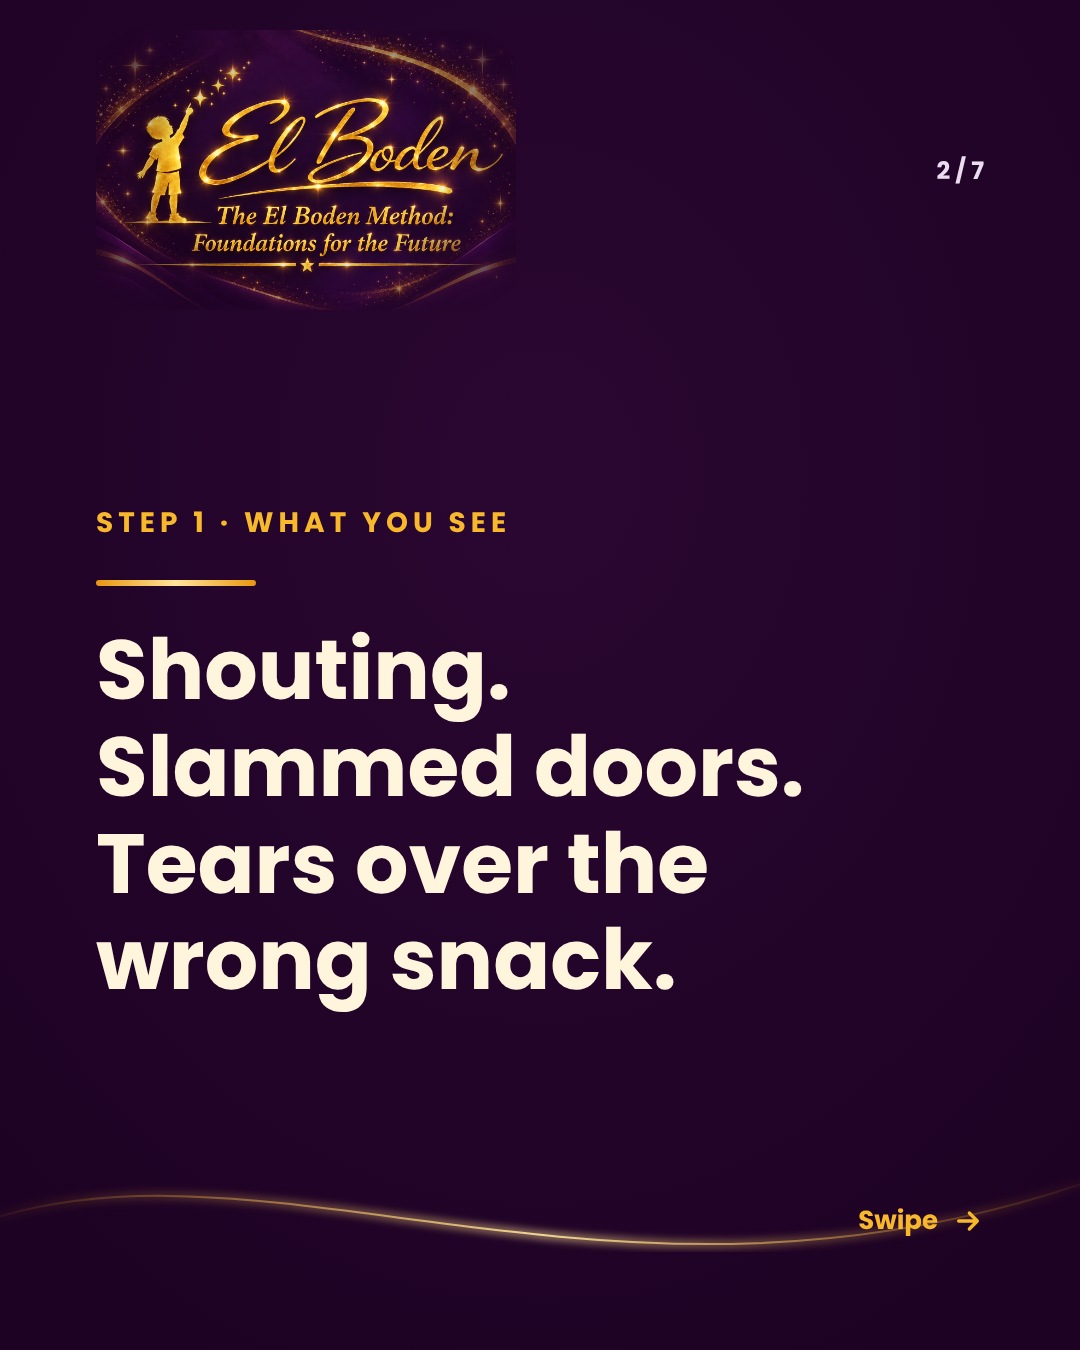 El Boden
The El Boden Method:
Foundations for the Future
2/7
STEP 1 · WHAT YOU SEE
Shouting.
Slammed doors.
Tears over the
wrong snack.
Swipe →